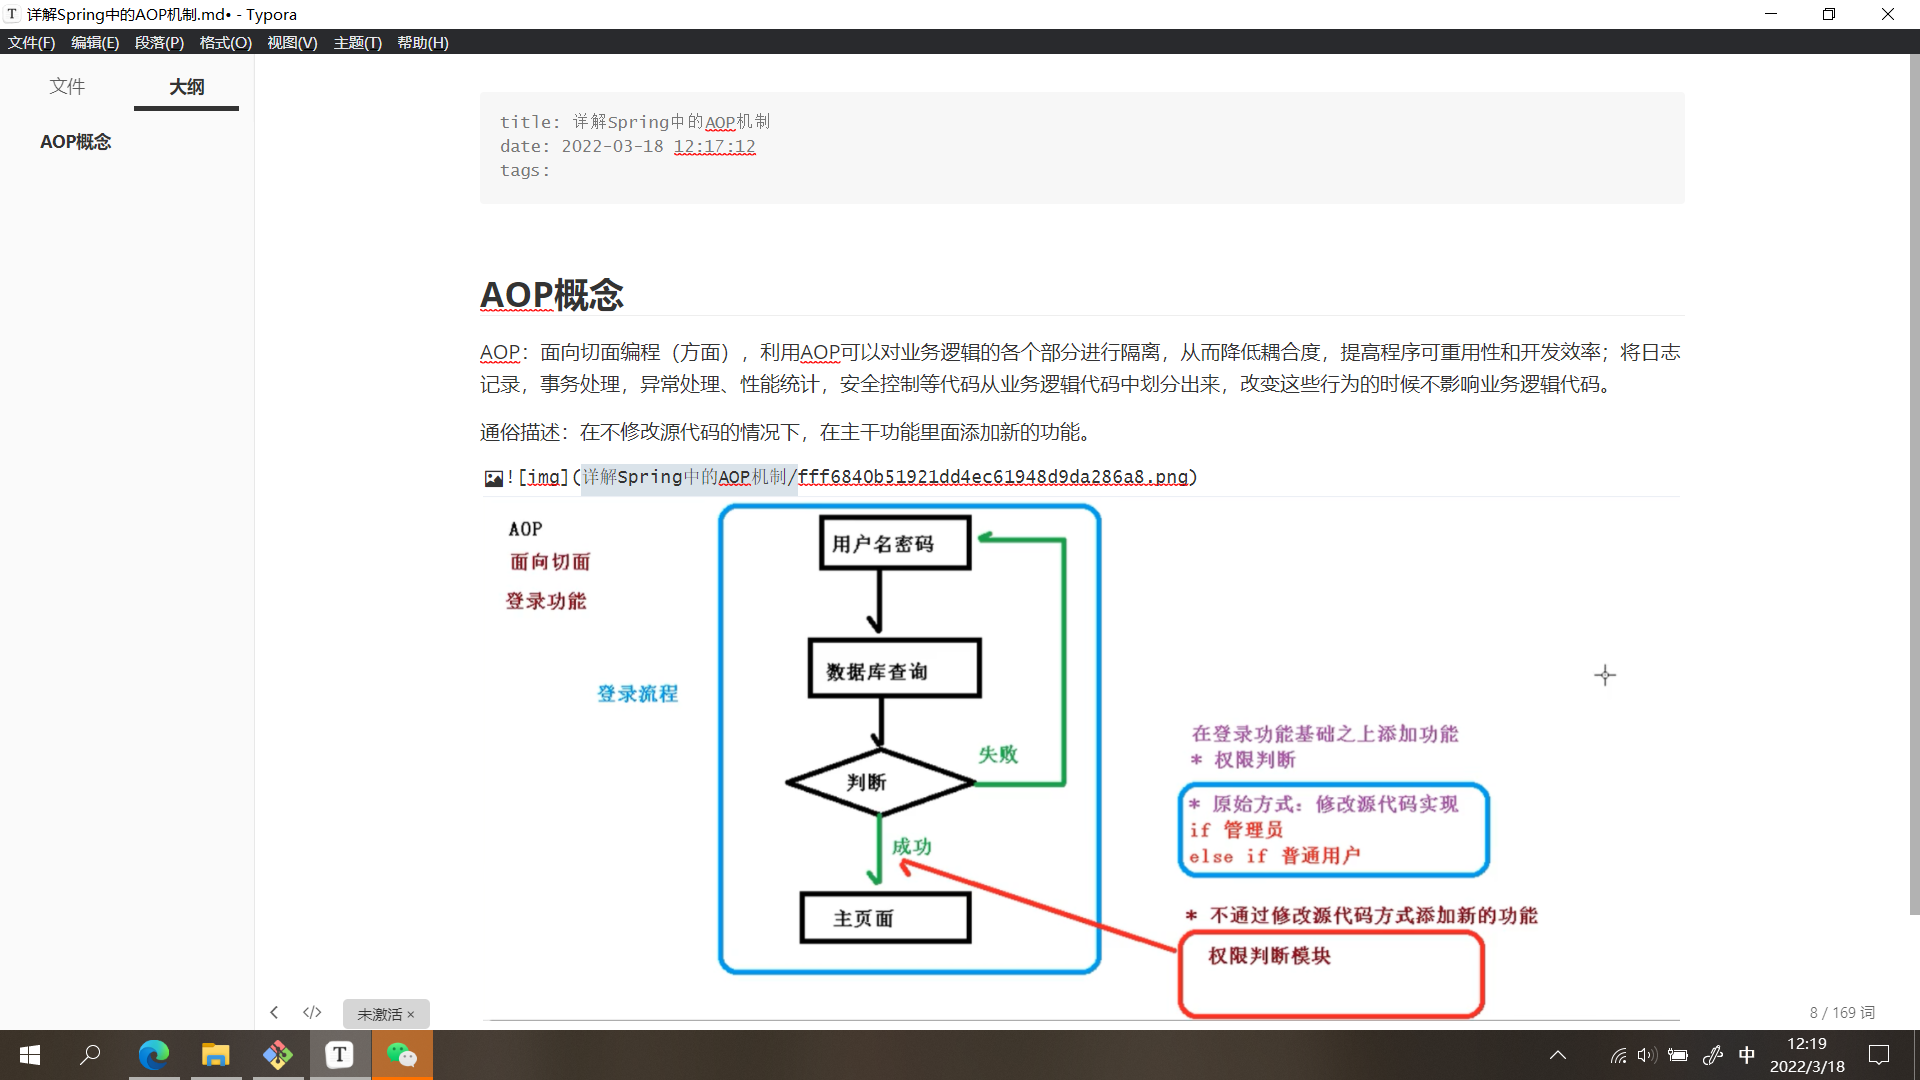 详解Spring中的AOP机制.md• - Typora
文件(F) 编辑(E) 段落(P) 格式(O) 视图(V) 主题(T) 帮助(H)
文件 大纲
AOP概念
title: 详解Spring中的AOP机制
date: 2022-03-18 12:17:12
tags:
AOP概念
AOP：面向切面编程（方面），利用AOP可以对业务逻辑的各个部分进行隔离，从而降低耦合度，提高程序可重用性和开发效率；将日志
记录，事务处理，异常处理、性能统计，安全控制等代码从业务逻辑代码中划分出来，改变这些行为的时候不影响业务逻辑代码。
通俗描述：在不修改源代码的情况下，在主干功能里面添加新的功能。
![img](详解Spring中的AOP机制/fff6840b51921dd4ec61948d9da286a8.png)
AOP
面向切面
登录功能
登录流程
用户名密码
数据库查询
判断
失败
成功
主页面
在登录功能基础之上添加功能
* 权限判断
* 原始方式：修改源代码实现
if 管理员
else if 普通用户
* 不通过修改源代码方式添加新的功能
权限判断模块
未激活 ×
8 / 169 词
T
中
12:19
2022/3/18